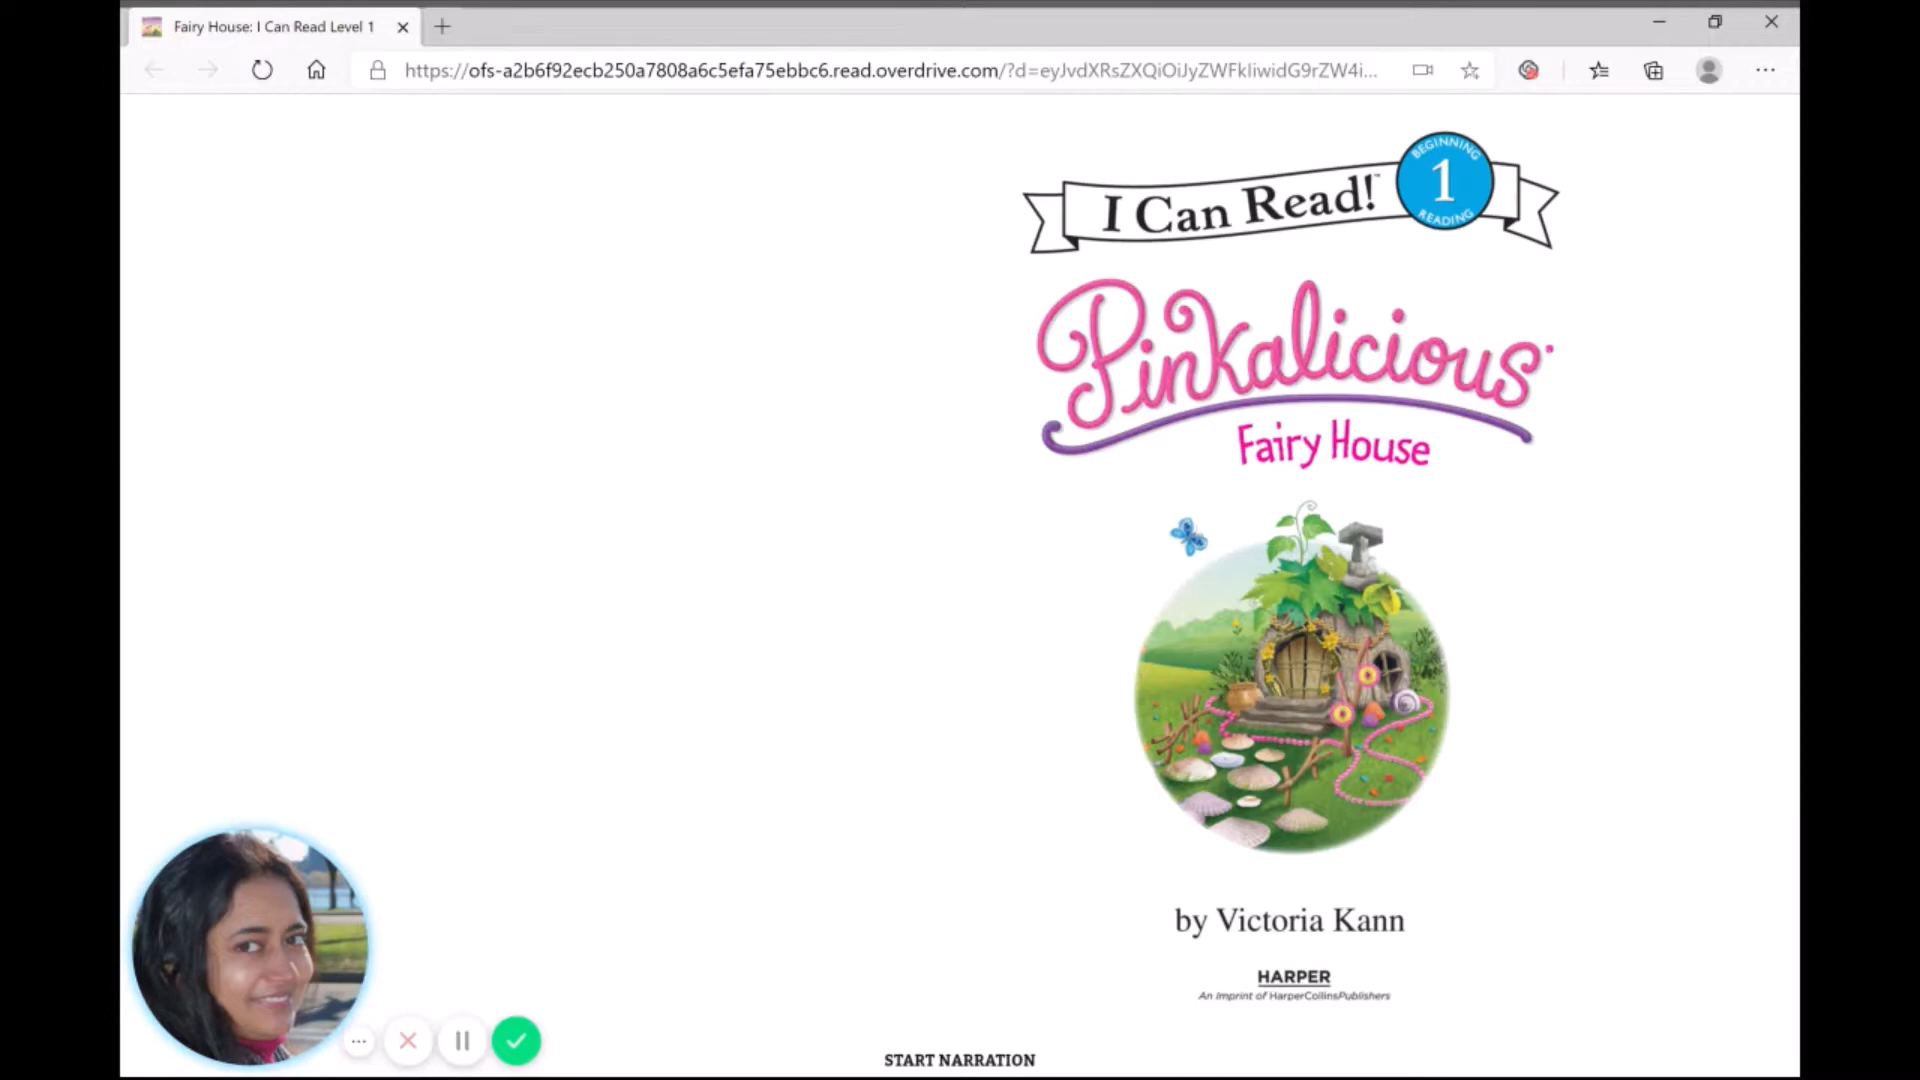 Fairy House: I Can Read Level 1
https://ofs-a2b6f92ecb250a7808a6c5efa75ebbc6.read.overdrive.com/?d=eyJvdXRsZXQiOiJyZWFkIiwidG9rZW4i...
I Can Read!™
BEGINNING
1
READING
Pinkalicious
Fairy House
by Victoria Kann
HARPER
An Imprint of HarperCollinsPublishers
START NARRATION